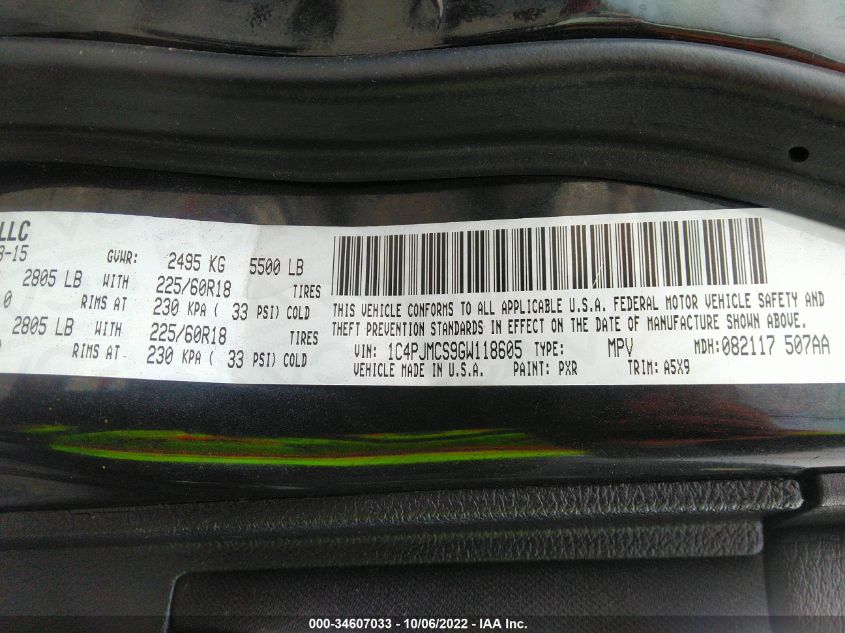 LLC
-15 GVWR: 2495 KG 5500 LB
2805 LB WITH 225/60R18 TIRES
0 RIMS AT 230 KPA ( 33 PSI) COLD
2805 LB WITH 225/60R18 TIRES
RIMS AT 230 KPA ( 33 PSI) COLD
THIS VEHICLE CONFORMS TO ALL APPLICABLE U.S.A. FEDERAL MOTOR VEHICLE SAFETY AND
THEFT PREVENTION STANDARDS IN EFFECT ON THE DATE OF MANUFACTURE SHOWN ABOVE.
VIN: 1C4PJMCS9GW118605 TYPE: MPV MDH:082117 507AA
VEHICLE MADE IN U.S.A. PAINT: PXR TRIM: A5X9
000-34607033 - 10/06/2022 - IAA Inc.